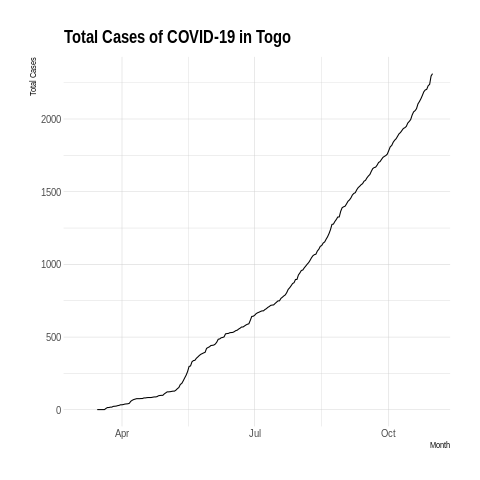 Total Cases of COVID-19 in Togo
Total Cases
2000
1500
1000
500
0
Apr
Jul
Oct
Month